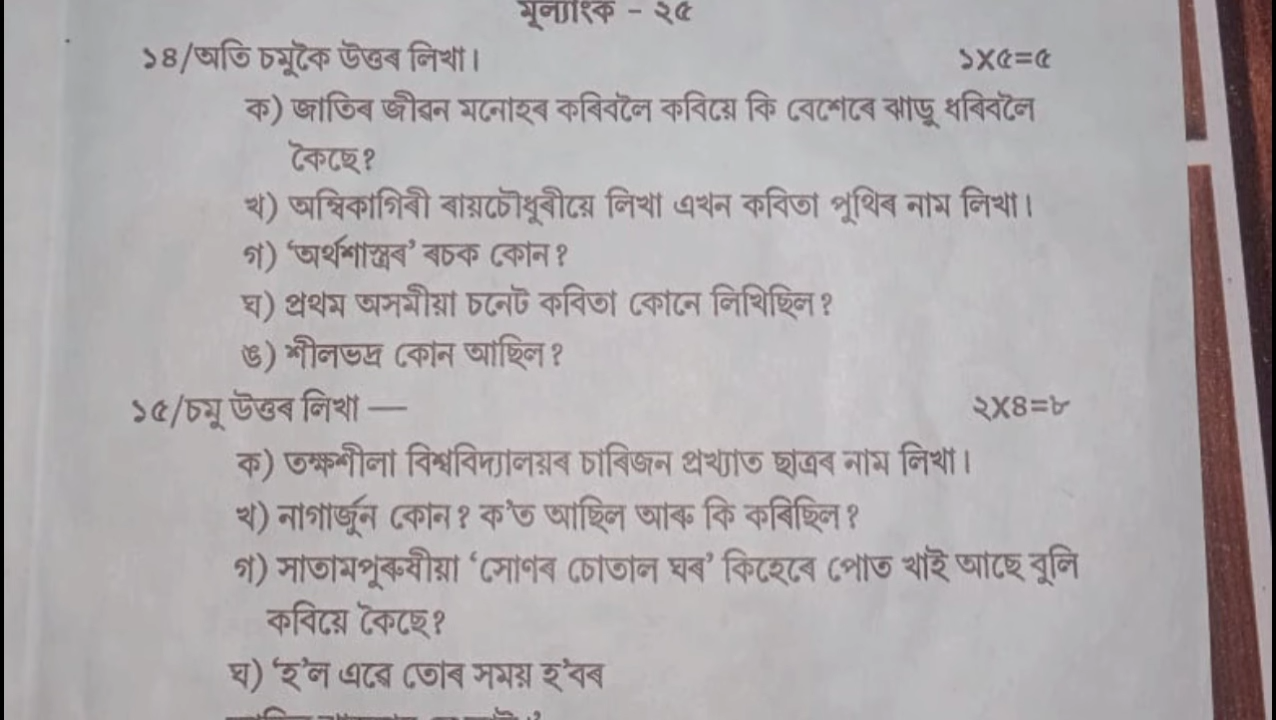 মূল্যাংক - ২৫
১৪/অতি চমুকৈ উত্তৰ লিখা। ১X৫=৫
ক) জাতিৰ জীৱন মনোহৰ কৰিবলৈ কবিয়ে কি বেশেৰে ঝাড়ু ধৰিবলৈ
কৈছে?
খ) অম্বিকাগিৰী ৰায়চৌধুৰীয়ে লিখা এখন কবিতা পুথিৰ নাম লিখা।
গ) ‘অৰ্থশাস্ত্ৰৰ’ ৰচক কোন?
ঘ) প্ৰথম অসমীয়া চনেট কবিতা কোনে লিখিছিল?
ঙ) শীলভদ্ৰ কোন আছিল?
১৫/চমু উত্তৰ লিখা — ২X৪=৮
ক) তক্ষশীলা বিশ্ববিদ্যালয়ৰ চাৰিজন প্ৰখ্যাত ছাত্ৰৰ নাম লিখা।
খ) নাগাৰ্জুন কোন? ক’ত আছিল আৰু কি কৰিছিল?
গ) সাতামপুৰুষীয়া ‘সোণৰ চোতাল ঘৰ’ কিহেৰে পোত খাই আছে বুলি
কবিয়ে কৈছে?
ঘ) ‘হ’ল এৰে তোৰ সময় হ’বৰ